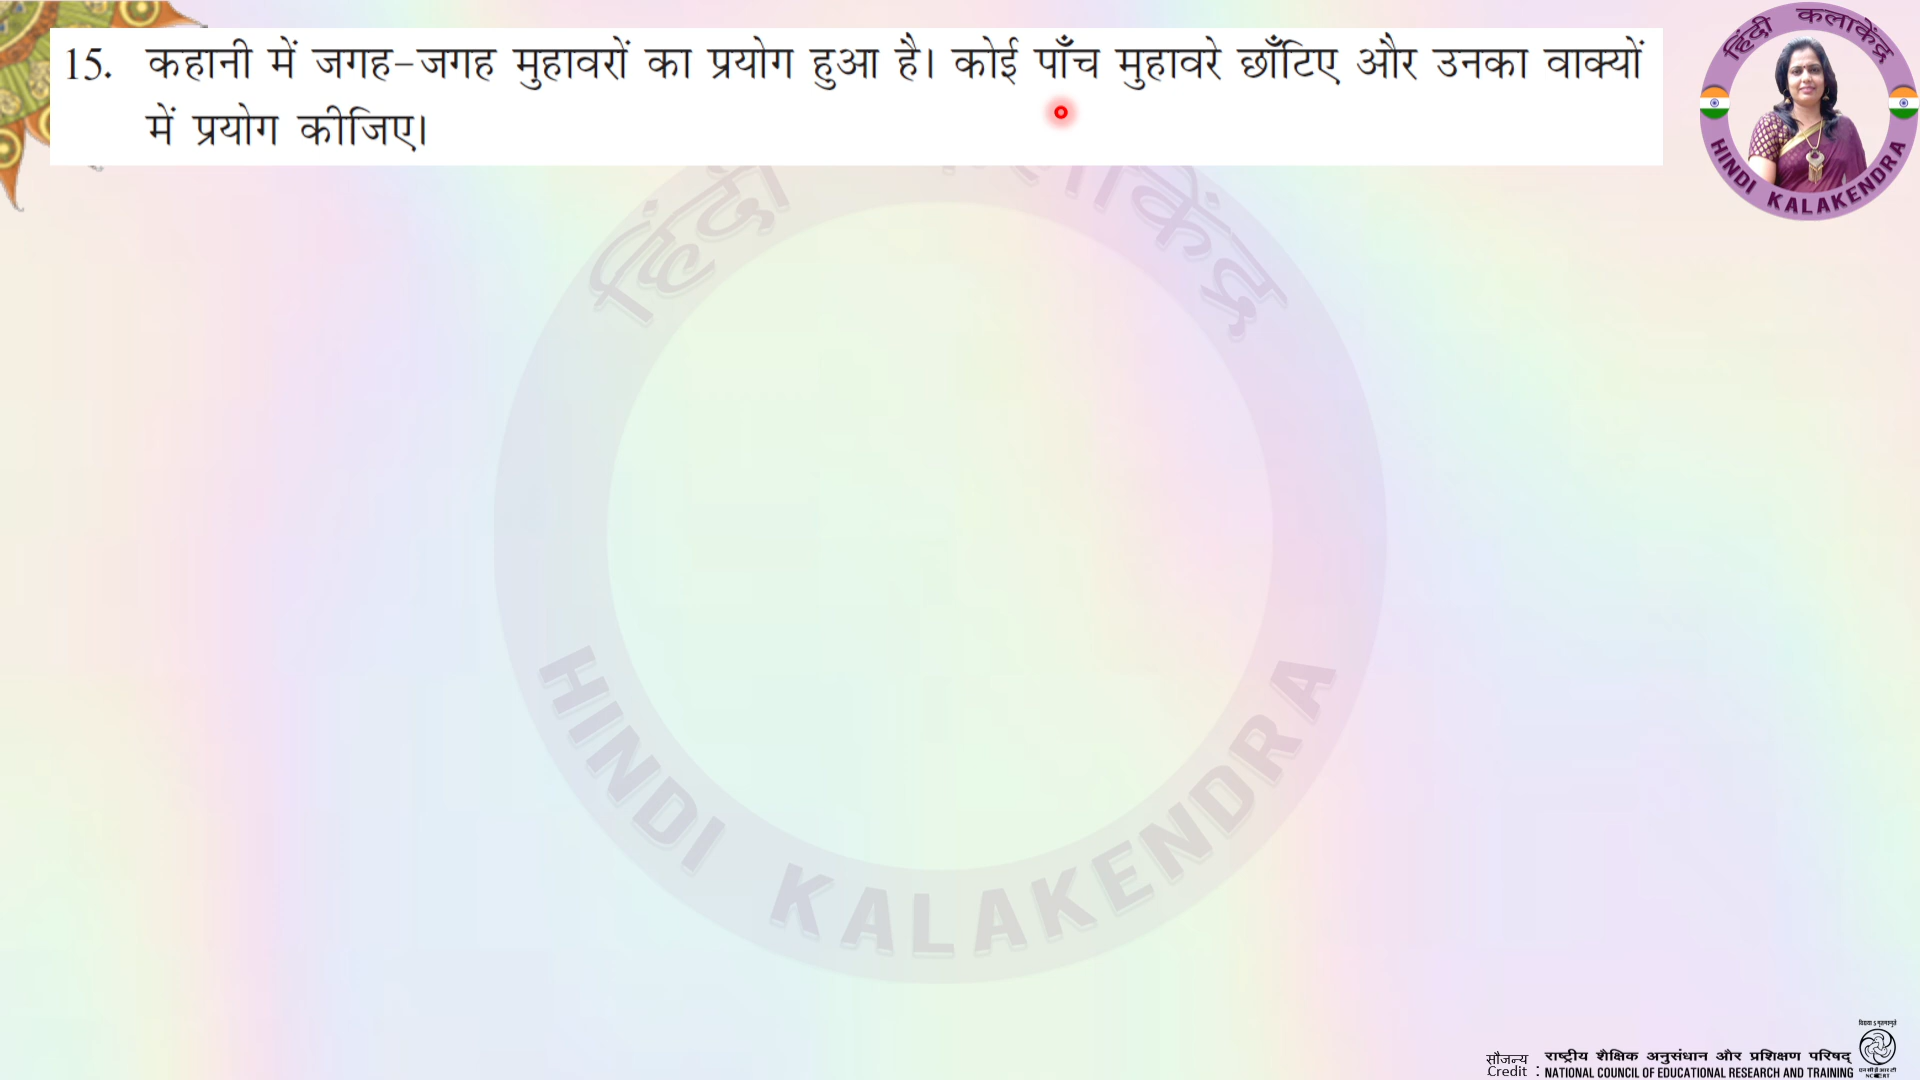 हिंदी कलाकेंद्र
15. कहानी में जगह-जगह मुहावरों का प्रयोग हुआ है। कोई पाँच मुहावरे छाँटिए और उनका वाक्यों
में प्रयोग कीजिए।
HINDI KALAKENDRA
हिंदी कलाकेंद्र
HINDI KALAKENDRA
सौजन्य राष्ट्रीय शैक्षिक अनुसंधान और प्रशिक्षण परिषद्
Credit : NATIONAL COUNCIL OF EDUCATIONAL RESEARCH AND TRAINING
NCERT